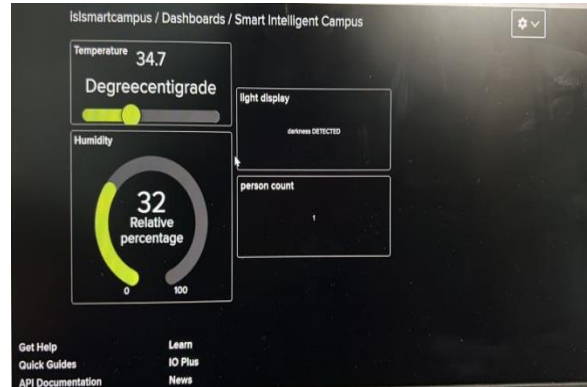 islsmartcampus / Dashboards / Smart Intelligent Campus
Temperature
34.7
Degreecentigrade
Humidity
32
Relative
percentage
0
100
light display
darkness DETECTED
person count
1
Get Help
Quick Guides
API Documentation
Learn
IO Plus
News